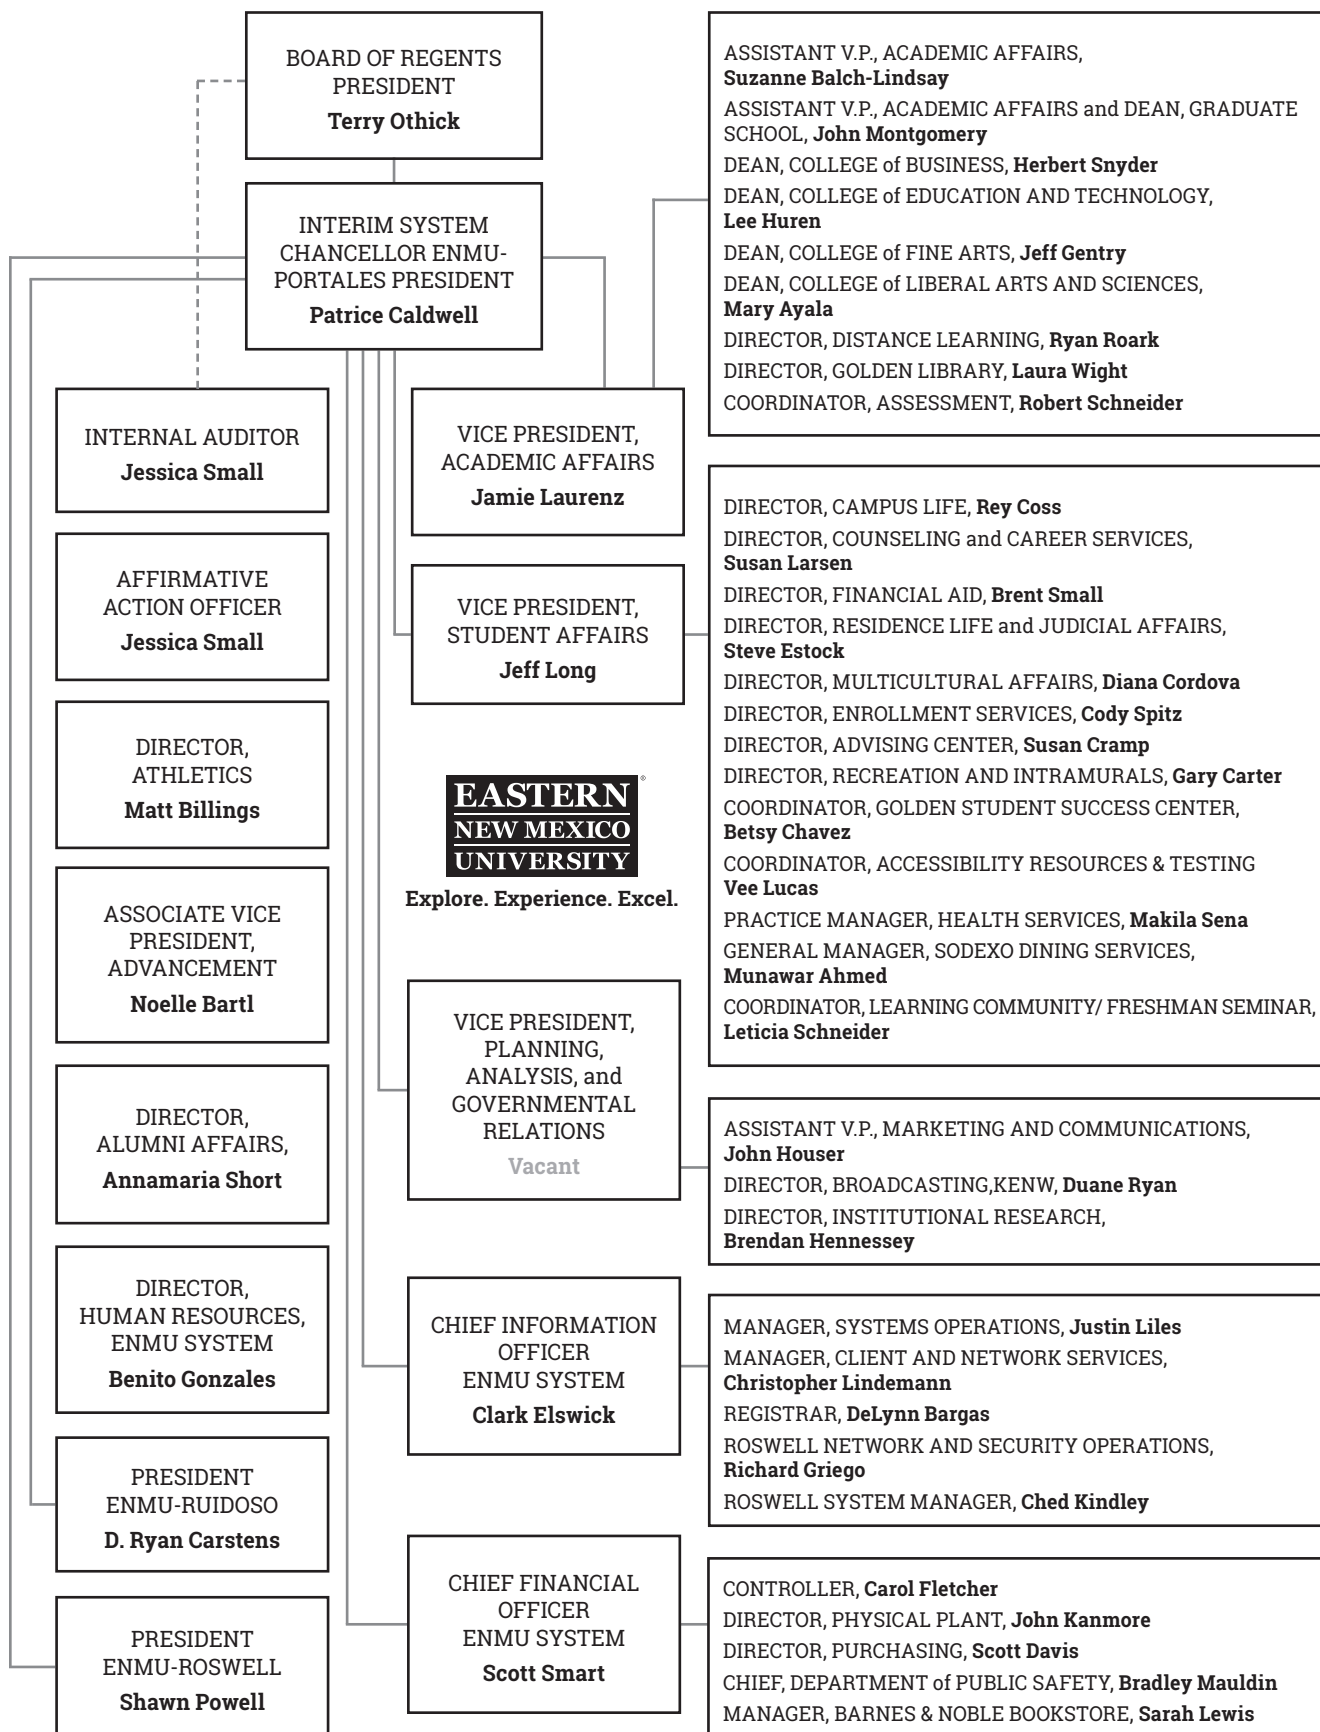 BOARD OF REGENTS
PRESIDENT
Terry Othick
INTERIM SYSTEM
CHANCELLOR ENMU-
PORTALES PRESIDENT
Patrice Caldwell
INTERNAL AUDITOR
Jessica Small
AFFIRMATIVE
ACTION OFFICER
Jessica Small
DIRECTOR,
ATHLETICS
Matt Billings
ASSOCIATE VICE
PRESIDENT,
ADVANCEMENT
Noelle Bartl
DIRECTOR,
ALUMNI AFFAIRS,
Annamaria Short
DIRECTOR,
HUMAN RESOURCES,
ENMU SYSTEM
Benito Gonzales
PRESIDENT
ENMU-RUIDOSO
D. Ryan Carstens
PRESIDENT
ENMU-ROSWELL
Shawn Powell
VICE PRESIDENT,
ACADEMIC AFFAIRS
Jamie Laurenz
VICE PRESIDENT,
STUDENT AFFAIRS
Jeff Long
EASTERN
NEW MEXICO
UNIVERSITY
®
Explore. Experience. Excel.
VICE PRESIDENT,
PLANNING,
ANALYSIS, and
GOVERNMENTAL
RELATIONS
Vacant
CHIEF INFORMATION
OFFICER
ENMU SYSTEM
Clark Elswick
CHIEF FINANCIAL
OFFICER
ENMU SYSTEM
Scott Smart
ASSISTANT V.P., ACADEMIC AFFAIRS,
Suzanne Balch-Lindsay
ASSISTANT V.P., ACADEMIC AFFAIRS and DEAN, GRADUATE
SCHOOL, John Montgomery
DEAN, COLLEGE of BUSINESS, Herbert Snyder
DEAN, COLLEGE of EDUCATION AND TECHNOLOGY,
Lee Huren
DEAN, COLLEGE of FINE ARTS, Jeff Gentry
DEAN, COLLEGE of LIBERAL ARTS AND SCIENCES,
Mary Ayala
DIRECTOR, DISTANCE LEARNING, Ryan Roark
DIRECTOR, GOLDEN LIBRARY, Laura Wight
COORDINATOR, ASSESSMENT, Robert Schneider
DIRECTOR, CAMPUS LIFE, Rey Coss
DIRECTOR, COUNSELING and CAREER SERVICES,
Susan Larsen
DIRECTOR, FINANCIAL AID, Brent Small
DIRECTOR, RESIDENCE LIFE and JUDICIAL AFFAIRS,
Steve Estock
DIRECTOR, MULTICULTURAL AFFAIRS, Diana Cordova
DIRECTOR, ENROLLMENT SERVICES, Cody Spitz
DIRECTOR, ADVISING CENTER, Susan Cramp
DIRECTOR, RECREATION AND INTRAMURALS, Gary Carter
COORDINATOR, GOLDEN STUDENT SUCCESS CENTER,
Betsy Chavez
COORDINATOR, ACCESSIBILITY RESOURCES & TESTING
Vee Lucas
PRACTICE MANAGER, HEALTH SERVICES, Makila Sena
GENERAL MANAGER, SODEXO DINING SERVICES,
Munawar Ahmed
COORDINATOR, LEARNING COMMUNITY/ FRESHMAN SEMINAR,
Leticia Schneider
ASSISTANT V.P., MARKETING AND COMMUNICATIONS,
John Houser
DIRECTOR, BROADCASTING,KENW, Duane Ryan
DIRECTOR, INSTITUTIONAL RESEARCH,
Brendan Hennessey
MANAGER, SYSTEMS OPERATIONS, Justin Liles
MANAGER, CLIENT AND NETWORK SERVICES,
Christopher Lindemann
REGISTRAR, DeLynn Bargas
ROSWELL NETWORK AND SECURITY OPERATIONS,
Richard Griego
ROSWELL SYSTEM MANAGER, Ched Kindley
CONTROLLER, Carol Fletcher
DIRECTOR, PHYSICAL PLANT, John Kanmore
DIRECTOR, PURCHASING, Scott Davis
CHIEF, DEPARTMENT of PUBLIC SAFETY, Bradley Mauldin
MANAGER, BARNES & NOBLE BOOKSTORE, Sarah Lewis